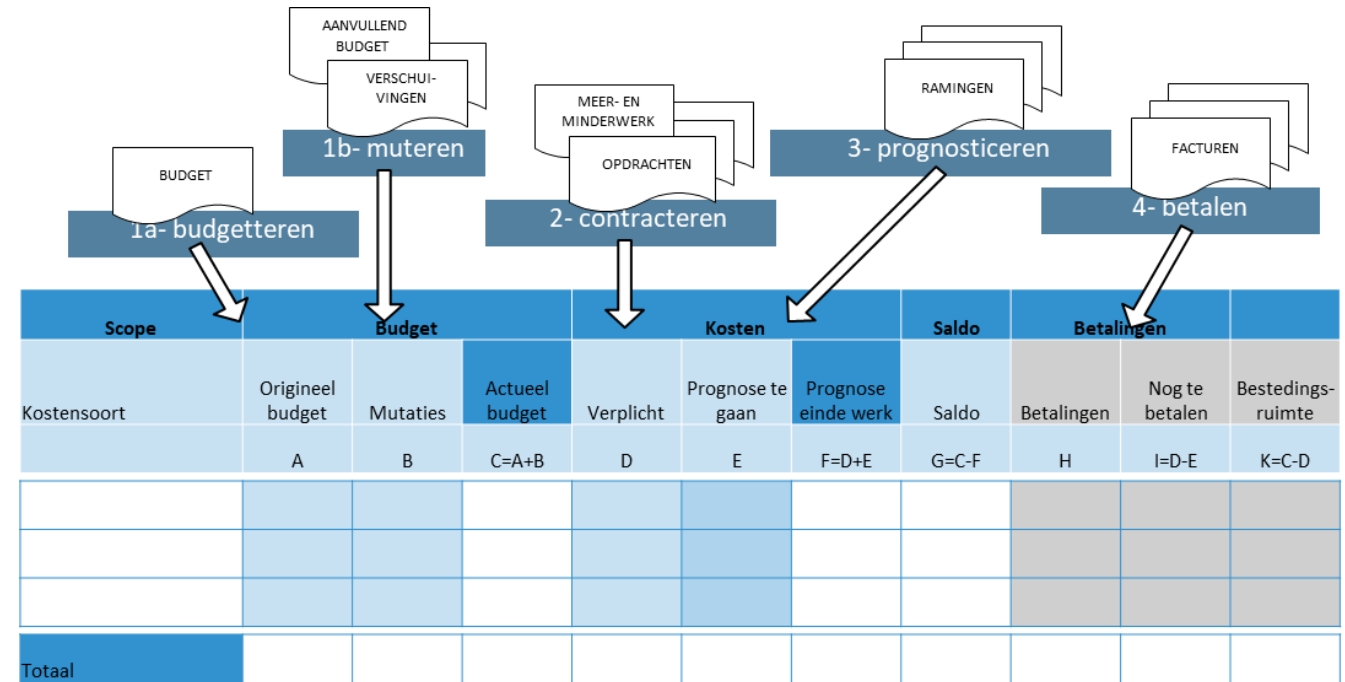 AANVULLEND
BUDGET
VERSCHUI-
VINGEN
1b- muteren
BUDGET
1a- budgetteren
MEER- EN
MINDERWERK
OPDRACHTEN
2- contracteren
RAMINGEN
3- prognosticeren
FACTUREN
4- betalen
Scope Budget Kosten Saldo Betalingen
Kostensoort
Origineel
budget
Mutaties
Actueel
budget
Verplicht
Prognose te
gaan
Prognose
einde werk
Saldo
Betalingen
Nog te
betalen
Bestedings-
ruimte
A B C=A+B D E F=D+E G=C-F H I=D-E K=C-D
Totaal